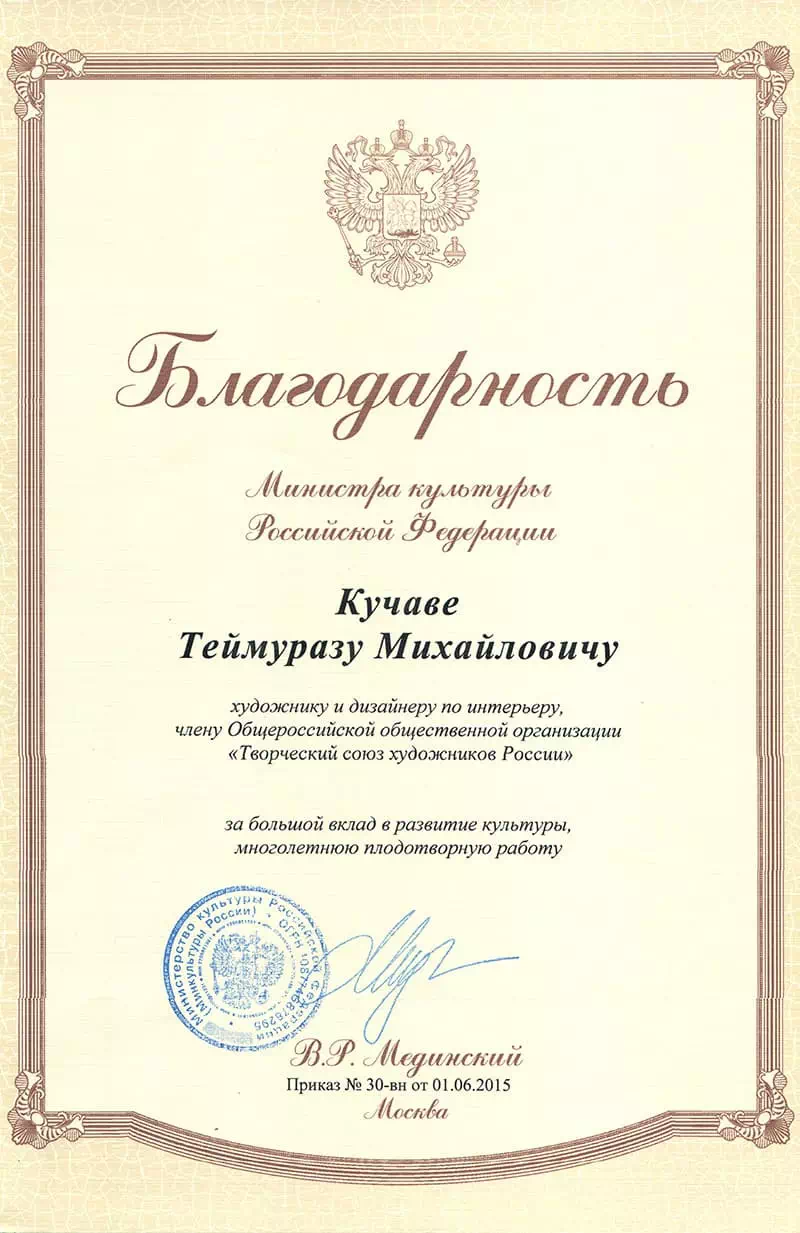 Благодарность
Министра культуры
Российской Федерации
Кучаве
Теймуразу Михайловичу
художнику и дизайнеру по интерьеру,
члену Общероссийской общественной организации
«Творческий союз художников России»
за большой вклад в развитие культуры,
многолетнюю плодотворную работу
Министерство культуры Российской Федерации
(Минкультуры России) • ОГРН 1087746878295
В.Р. Мединский
Приказ № 30-вн от 01.06.2015
Москва